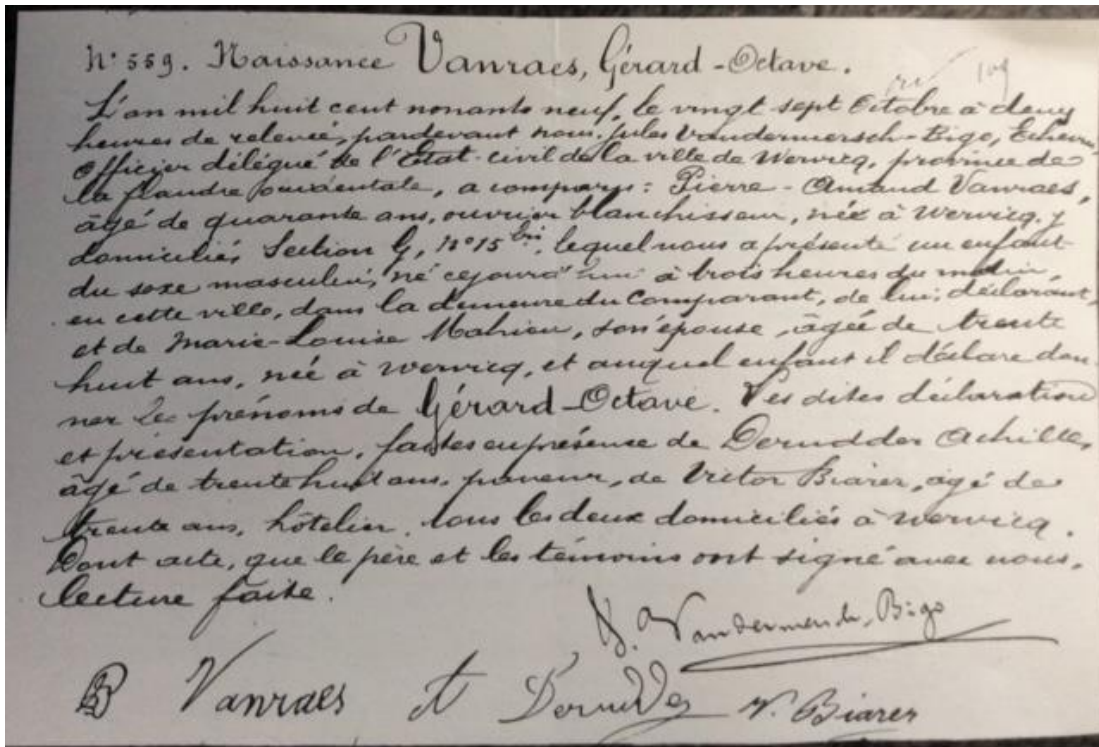 N° 559. Naissance Vanraes, Gérard-Octave.
109
L'an mil huit cent nonante neuf, le vingt sept Octobre à deux
heures de relevée, pardevant nous, Jules Vandermersch-Bigo, Echevin,
Officier délégué de l'Etat-civil de la ville de Wervicq, province de
la flandre occidentale, a comparu: Pierre-Amand Vanraes,
âgé de quarante ans, ouvrier blanchisseur, née à Wervicq, y
domicilié, Section G, n° 15 bis, lequel nous a présenté un enfant
du sexe masculin, né cejourd'hui à trois heures du matin,
en cette ville, dans la demeure du Comparant, de lui, déclarant,
et de Marie-Louise Mahieu, son épouse, âgée de trente
huit ans, née à Wervicq, et auquel enfant il déclare don-
ner les prénoms de Gérard-Octave. Les dites déclaration
et présentation, faites en présence de Derudder Achille,
âgé de trente huit ans, paveur, de Victor Biarer, âgé de
trente ans, hôtelier, tous les deux domiciliés à Wervicq.
Dont acte, que le père et les témoins ont signé avec nous,
lecture faite.
J. Vandermersch-Bigo
P Vanraes A Derudder V. Biarer